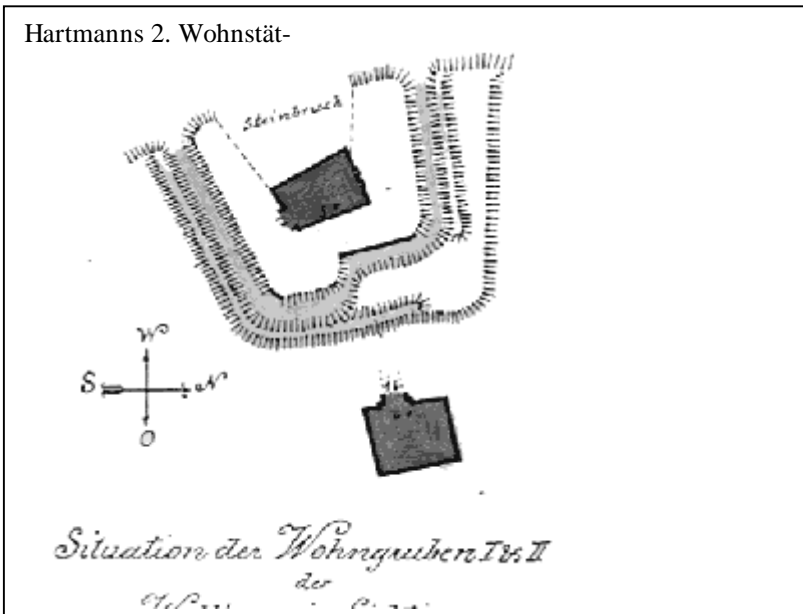 Hartmanns 2. Wohnstät-
Steinbruch
W
S N
O
Situation der Wohngruben I u. II
der